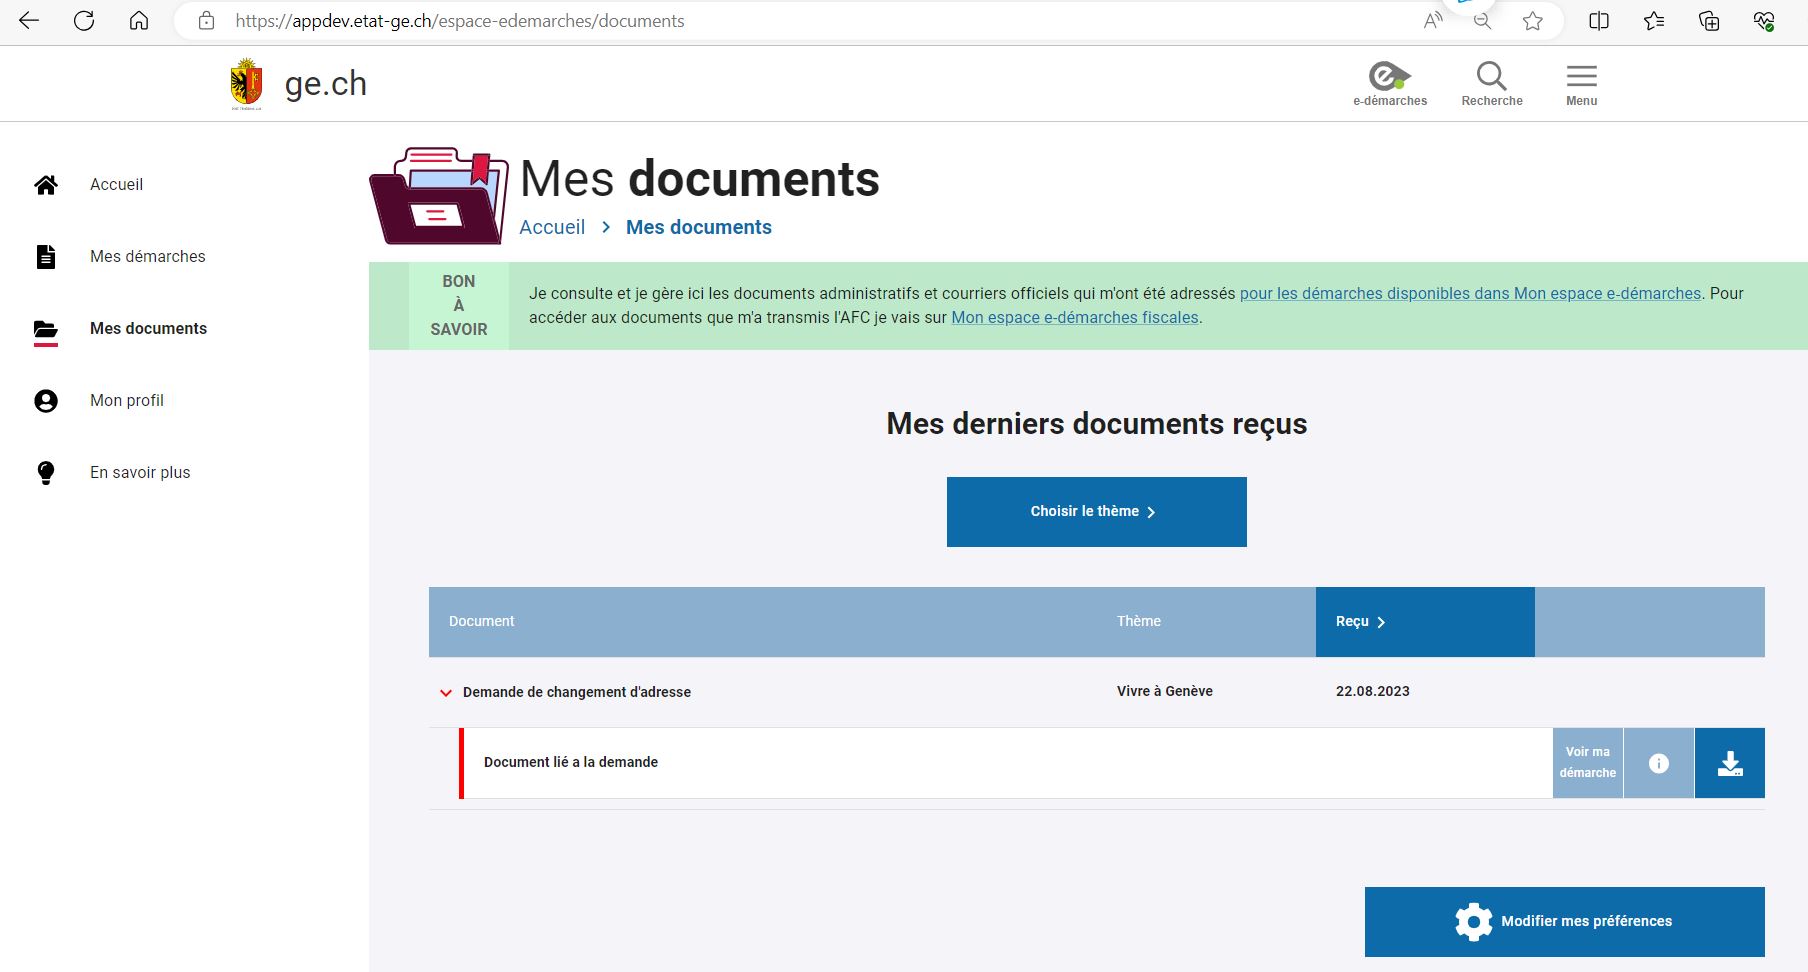 https://appdev.etat-ge.ch/espace-edemarches/documents
ge.ch
e-démarches
Recherche
Menu
Accueil
Mes démarches
Mes documents
Mon profil
En savoir plus
Mes documents
Accueil > Mes documents
BON
À
SAVOIR
Je consulte et je gère ici les documents administratifs et courriers officiels qui m'ont été adressés pour les démarches disponibles dans Mon espace e-démarches. Pour
accéder aux documents que m'a transmis l'AFC je vais sur Mon espace e-démarches fiscales.
Mes derniers documents reçus
Choisir le thème
Document Thème Reçu
Demande de changement d'adresse Vivre à Genève 22.08.2023
Document lié a la demande
Voir ma
démarche
Modifier mes préférences